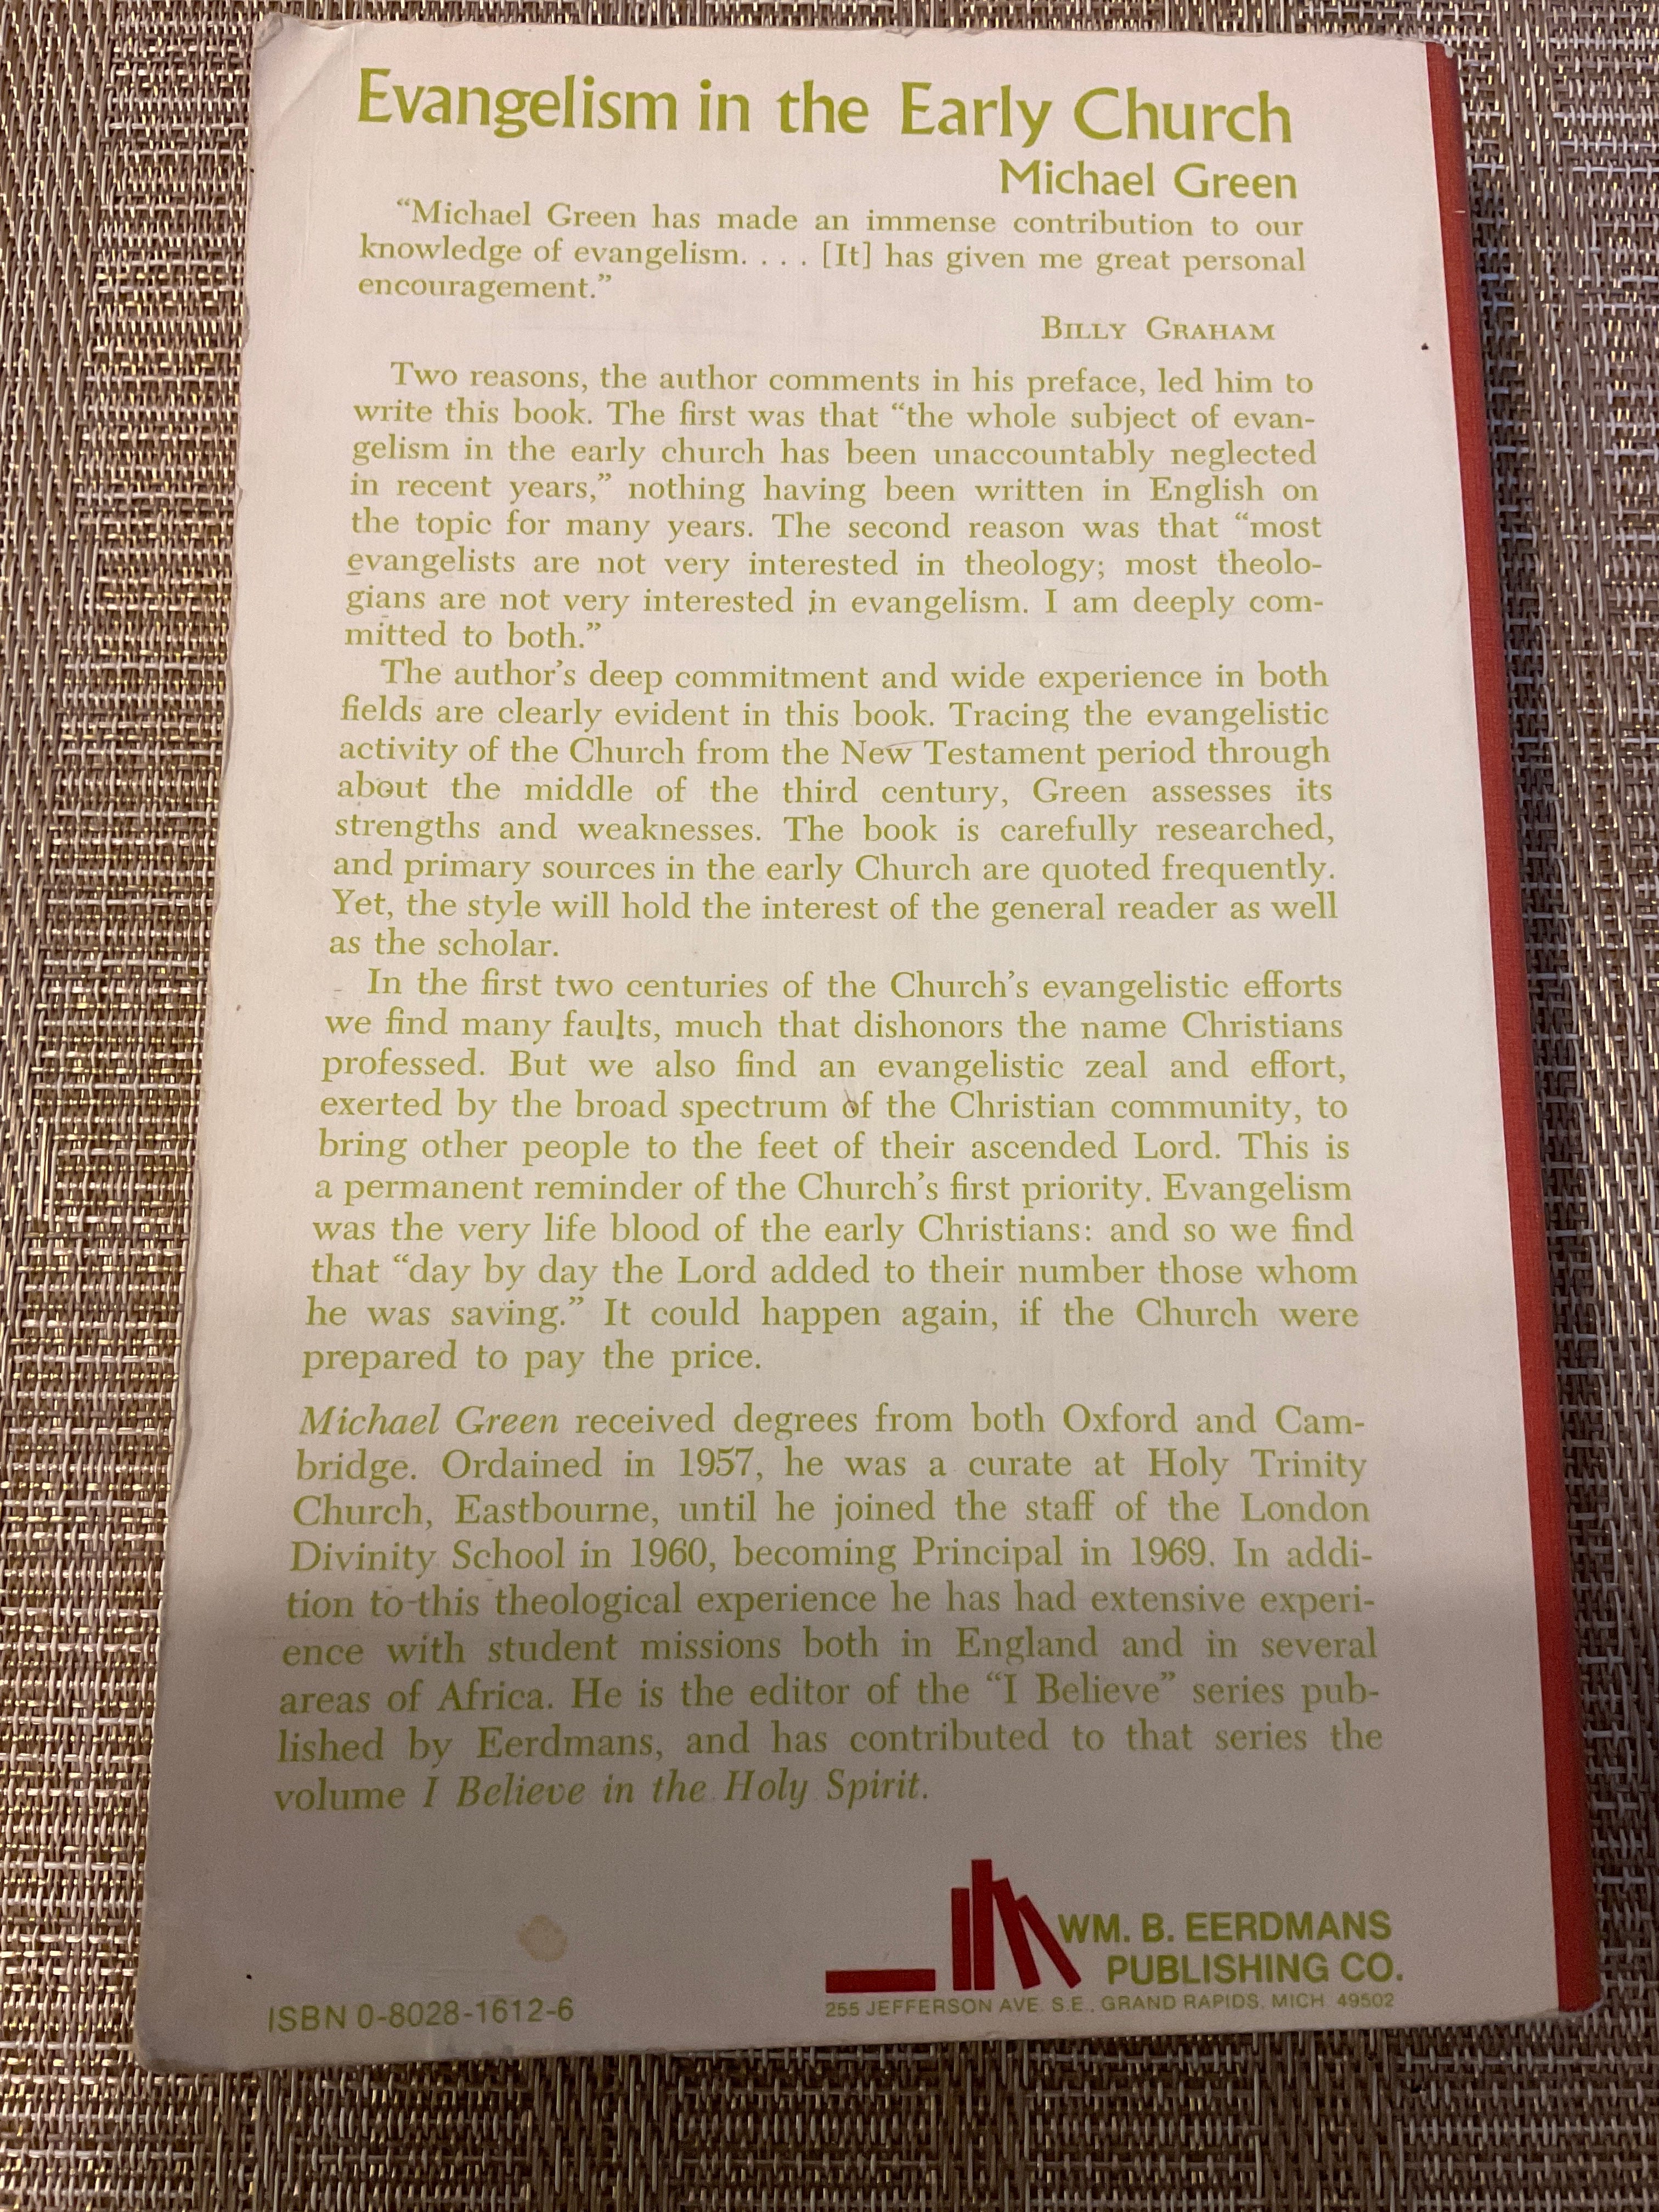 Evangelism in the Early Church
Michael Green
“Michael Green has made an immense contribution to our
knowledge of evangelism. . . . [It] has given me great personal
encouragement.”
BILLY GRAHAM
Two reasons, the author comments in his preface, led him to
write this book. The first was that “the whole subject of evan-
gelism in the early church has been unaccountably neglected
in recent years,” nothing having been written in English on
the topic for many years. The second reason was that “most
evangelists are not very interested in theology; most theolo-
gians are not very interested in evangelism. I am deeply com-
mitted to both.”
The author’s deep commitment and wide experience in both
fields are clearly evident in this book. Tracing the evangelistic
activity of the Church from the New Testament period through
about the middle of the third century, Green assesses its
strengths and weaknesses. The book is carefully researched,
and primary sources in the early Church are quoted frequently.
Yet, the style will hold the interest of the general reader as well
as the scholar.
In the first two centuries of the Church’s evangelistic efforts
we find many faults, much that dishonors the name Christians
professed. But we also find an evangelistic zeal and effort,
exerted by the broad spectrum of the Christian community, to
bring other people to the feet of their ascended Lord. This is
a permanent reminder of the Church’s first priority. Evangelism
was the very life blood of the early Christians: and so we find
that “day by day the Lord added to their number those whom
he was saving.” It could happen again, if the Church were
prepared to pay the price.
Michael Green received degrees from both Oxford and Cam-
bridge. Ordained in 1957, he was a curate at Holy Trinity
Church, Eastbourne, until he joined the staff of the London
Divinity School in 1960, becoming Principal in 1969. In addi-
tion to this theological experience he has had extensive experi-
ence with student missions both in England and in several
areas of Africa. He is the editor of the “I Believe” series pub-
lished by Eerdmans, and has contributed to that series the
volume I Believe in the Holy Spirit.
WM. B. EERDMANS
PUBLISHING CO.
255 JEFFERSON AVE. S.E., GRAND RAPIDS, MICH. 49502
ISBN 0-8028-1612-6